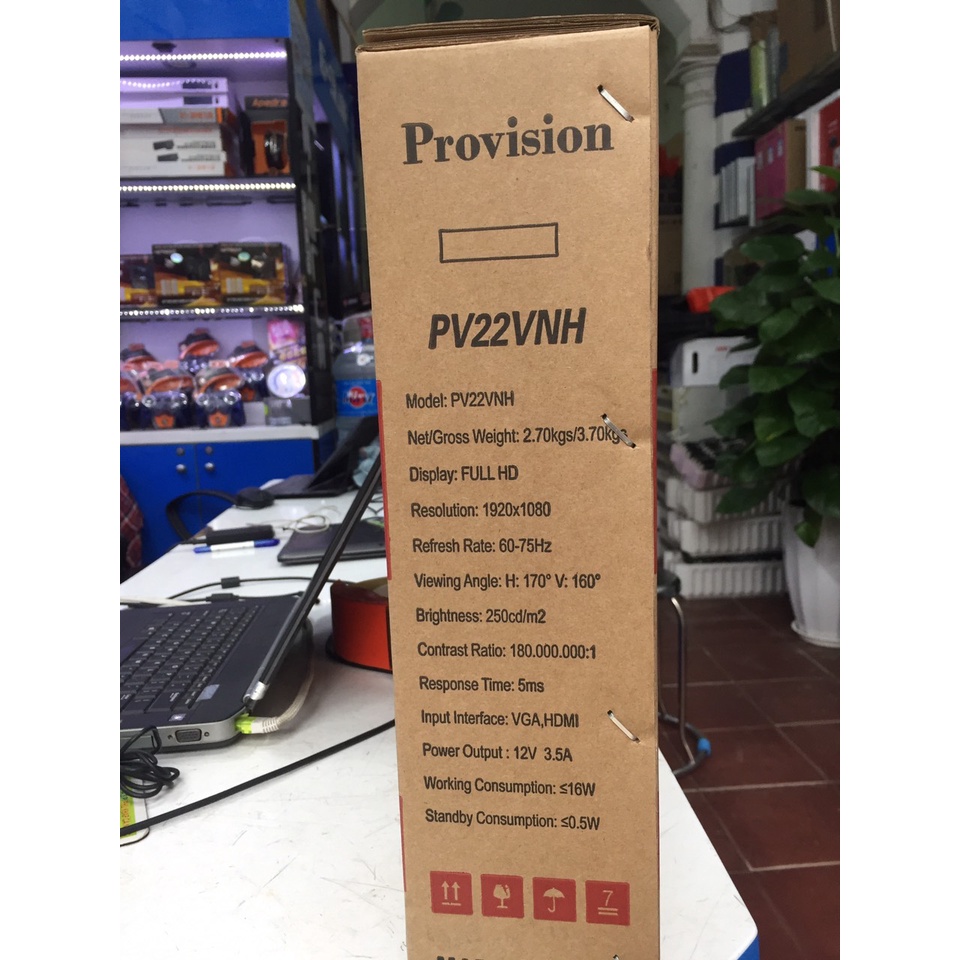 Provision
PV22VNH
Model: PV22VNH
Net/Gross Weight: 2.70kgs/3.70kgs
Display: FULL HD
Resolution: 1920x1080
Refresh Rate: 60-75Hz
Viewing Angle: H: 170° V: 160°
Brightness: 250cd/m2
Contrast Ratio: 180.000.000:1
Response Time: 5ms
Input Interface: VGA,HDMI
Power Output : 12V 3.5A
Working Consumption: ≤16W
Standby Consumption: ≤0.5W
7